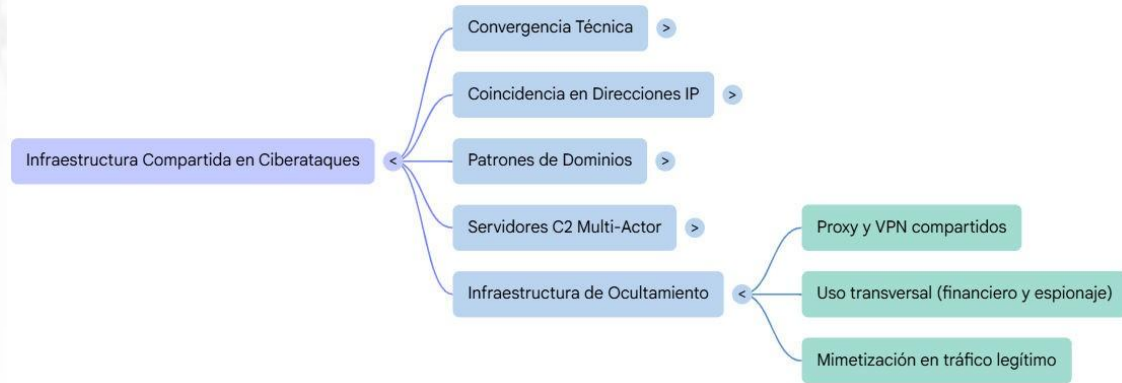 Infraestructura Compartida en Ciberataques
<
Convergencia Técnica
>
Coincidencia en Direcciones IP
>
Patrones de Dominios
>
Servidores C2 Multi-Actor
>
Infraestructura de Ocultamiento
<
Proxy y VPN compartidos
Uso transversal (financiero y espionaje)
Mimetización en tráfico legítimo